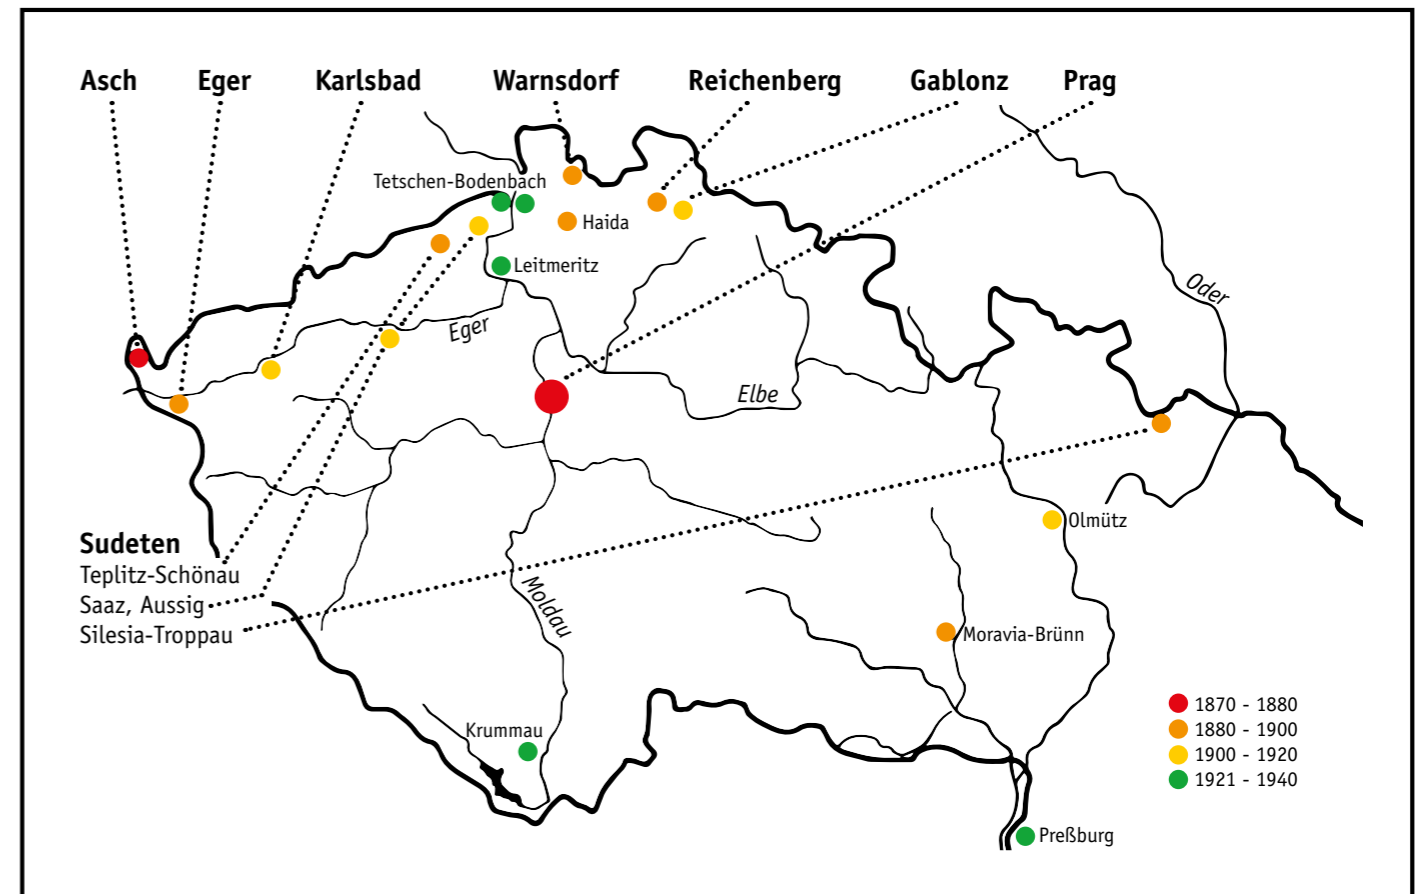 Asch Eger Karlsbad Warnsdorf Reichenberg Gablonz Prag
Tetschen-Bodenbach
Haida
Leitmeritz
Oder
Eger
Elbe
Olmütz
Sudeten
Teplitz-Schönau
Saaz, Aussig
Silesia-Troppau
Moldau
Moravia-Brünn
Krummau
1870 - 1880
1880 - 1900
1900 - 1920
1921 - 1940
Preßburg